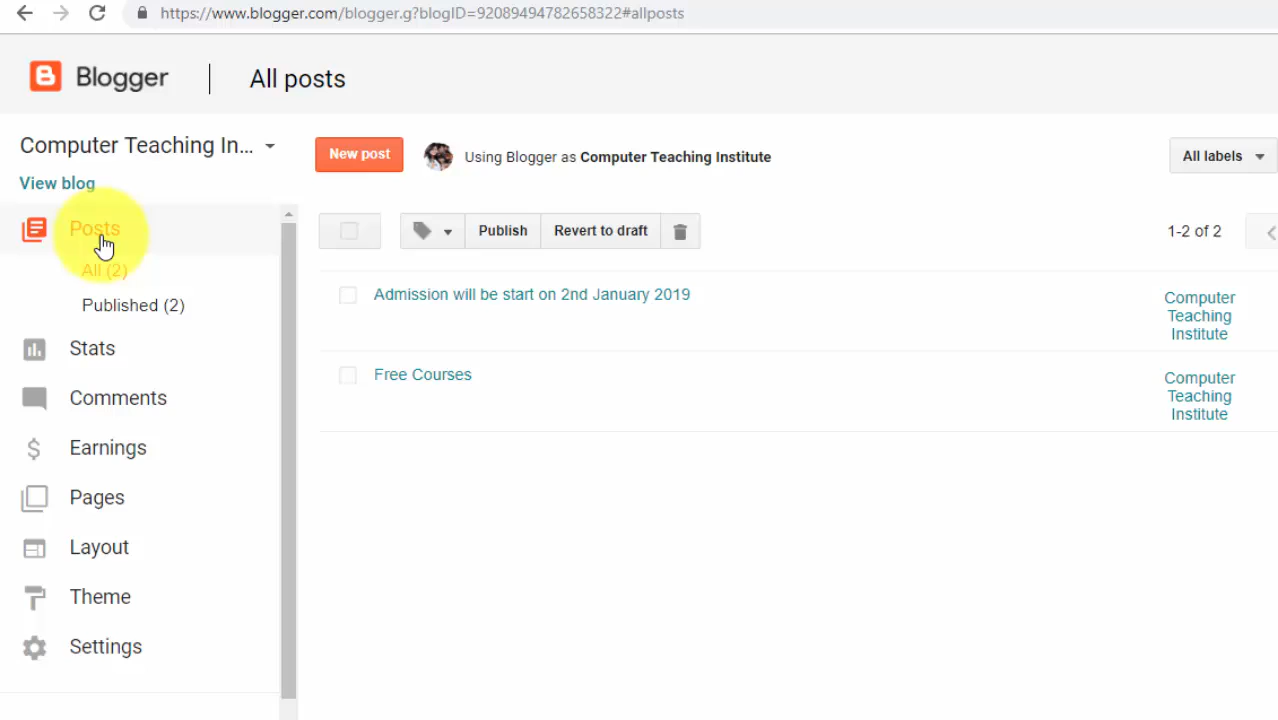 https://www.blogger.com/blogger.g?blogID=92089494782658322#allposts
Blogger
All posts
Computer Teaching In...
View blog
New post
Using Blogger as Computer Teaching Institute
All labels
Posts
All (2)
Published (2)
Stats
Comments
Earnings
Pages
Layout
Theme
Settings
Publish
Revert to draft
1-2 of 2
Admission will be start on 2nd January 2019
Computer
Teaching
Institute
Free Courses
Computer
Teaching
Institute